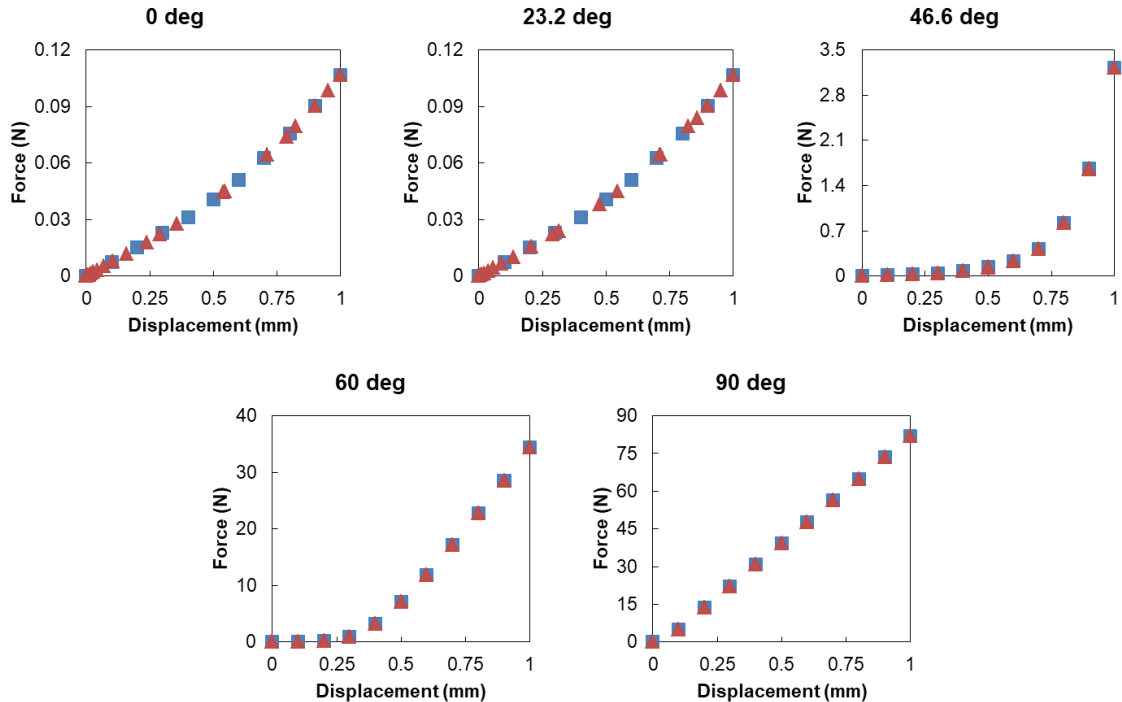 0 deg
0.12
0.09
0.06
0.03
0
Force (N)
0 0.25 0.5 0.75 1
Displacement (mm)
23.2 deg
0.12
0.09
0.06
0.03
0
Force (N)
0 0.25 0.5 0.75 1
Displacement (mm)
46.6 deg
3.5
2.8
2.1
1.4
0.7
0
Force (N)
0 0.25 0.5 0.75 1
Displacement (mm)
60 deg
40
30
20
10
0
Force (N)
0 0.25 0.5 0.75 1
Displacement (mm)
90 deg
90
75
60
45
30
15
0
Force (N)
0 0.25 0.5 0.75 1
Displacement (mm)